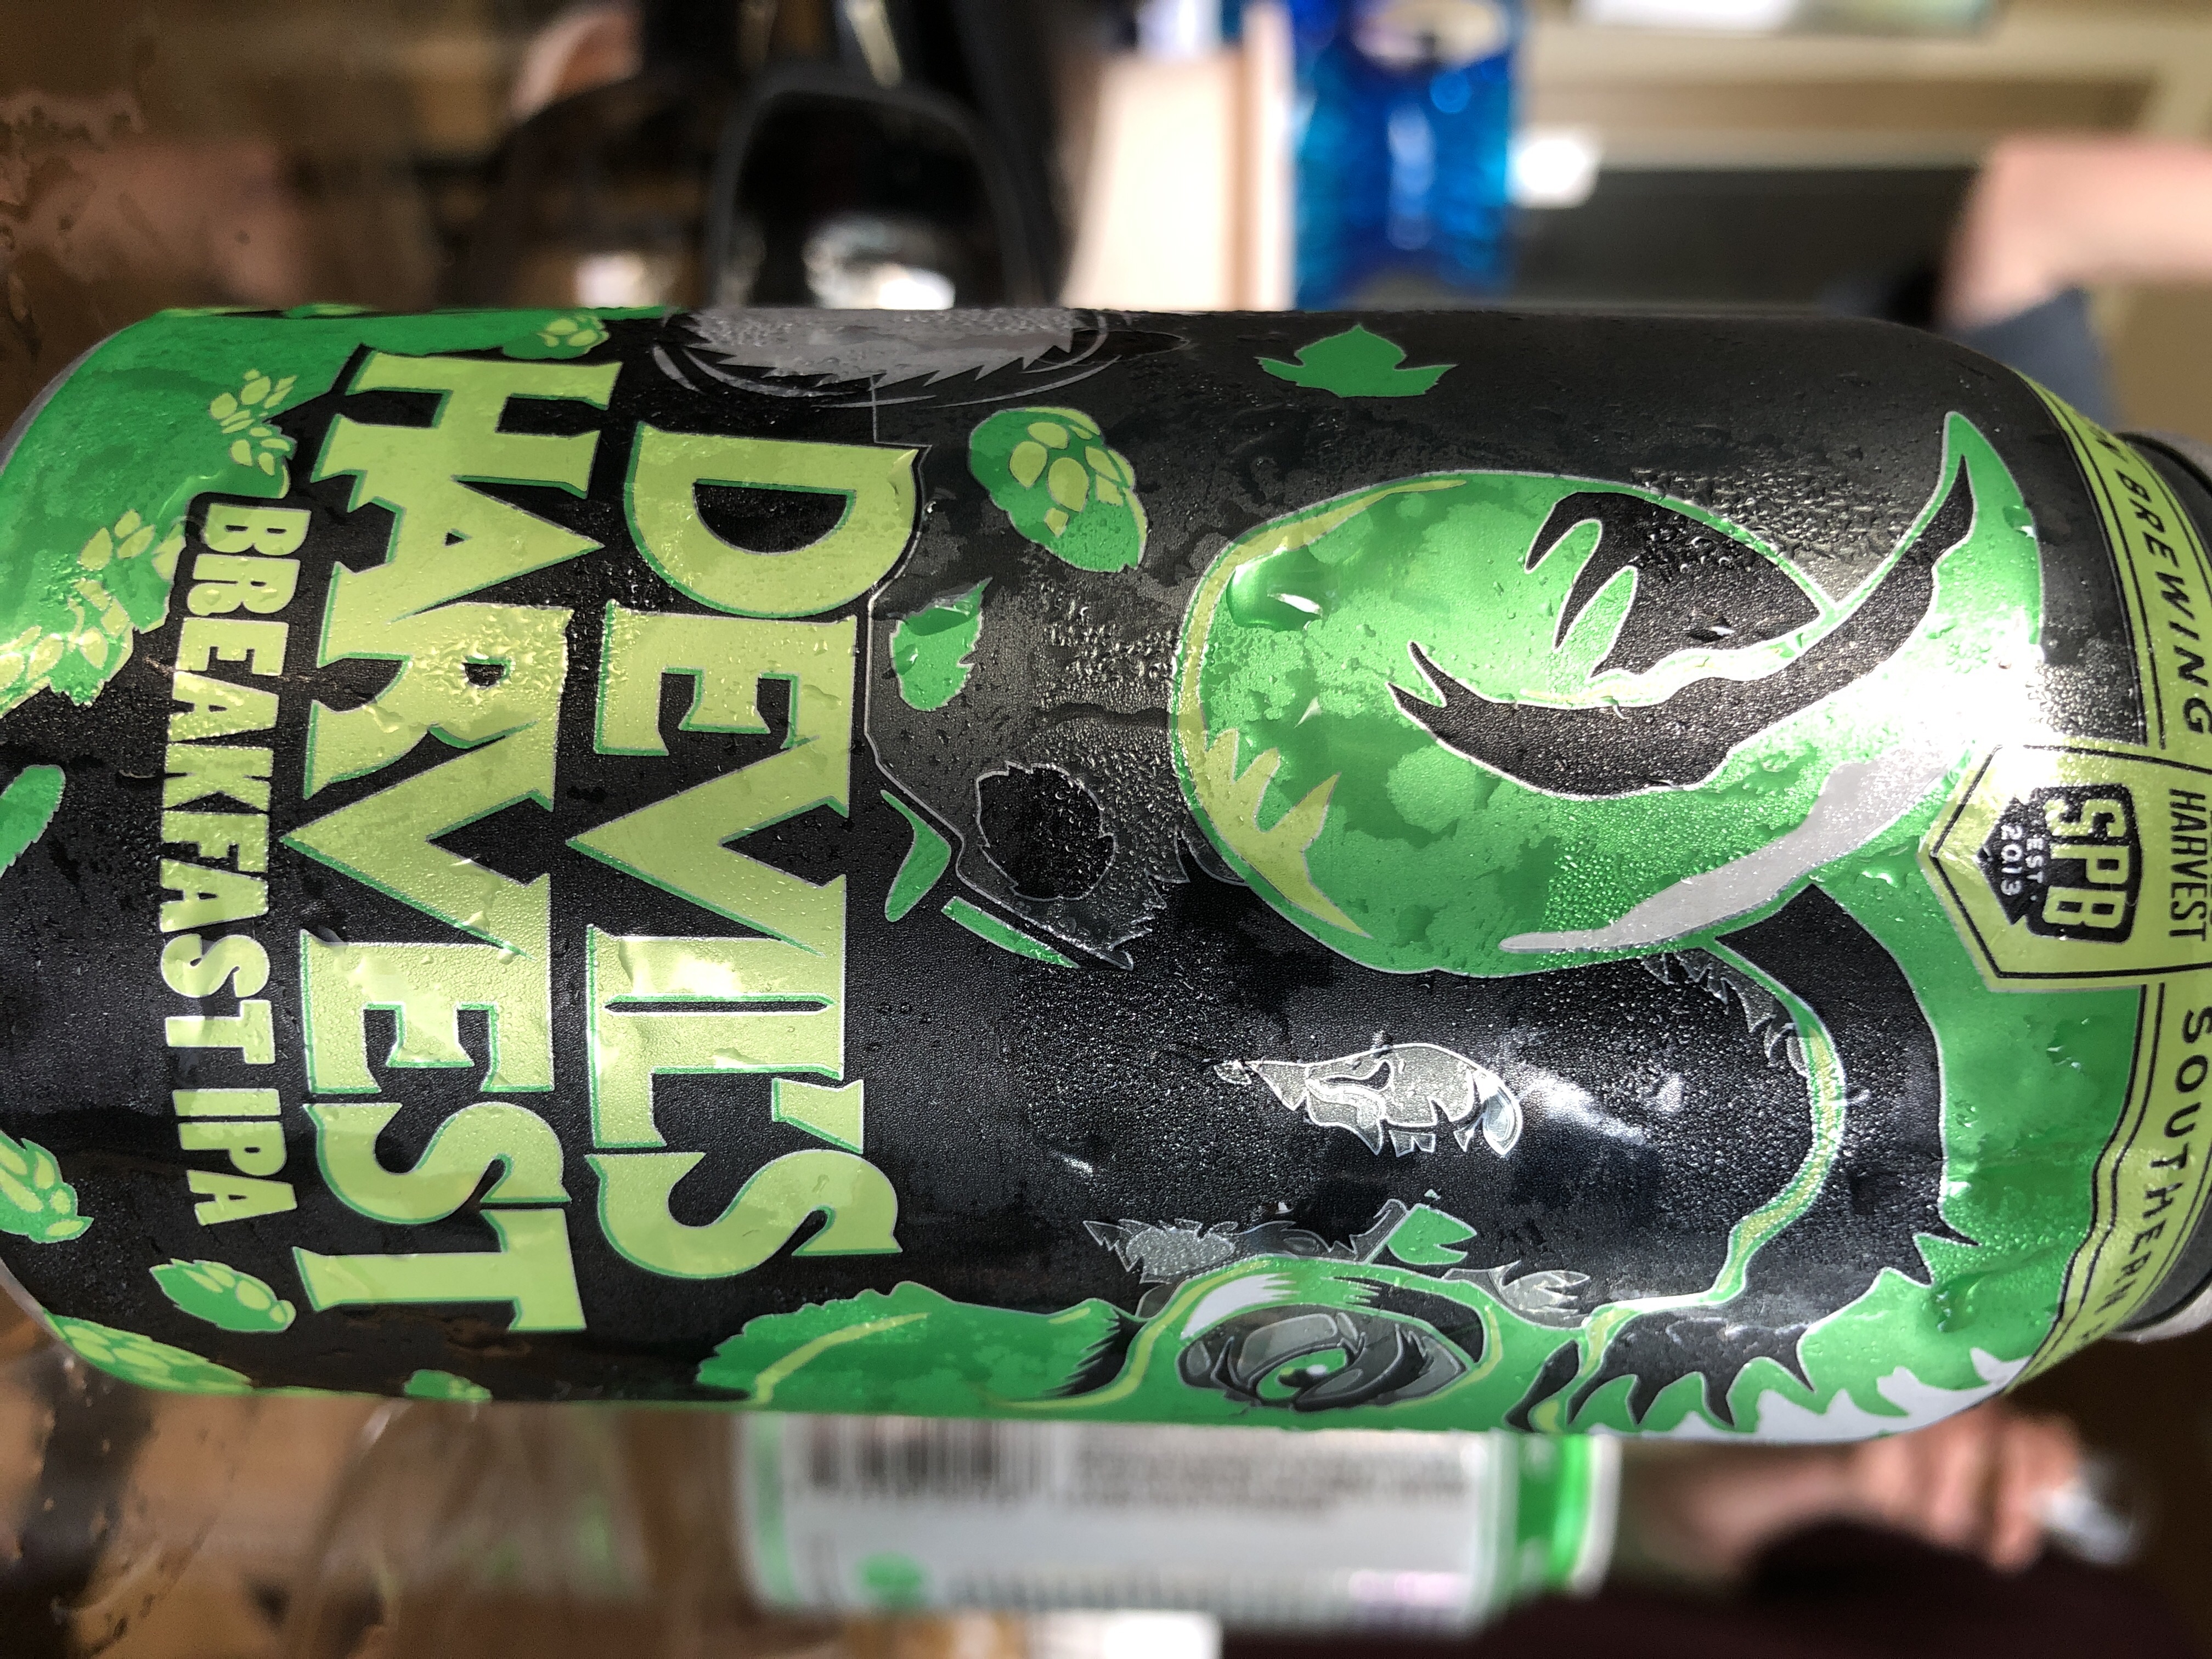 BREWING
HARVEST
SOUTHERN
SPB
EST.
2013
DEVIL'S
HARVEST
BREAKFAST IPA